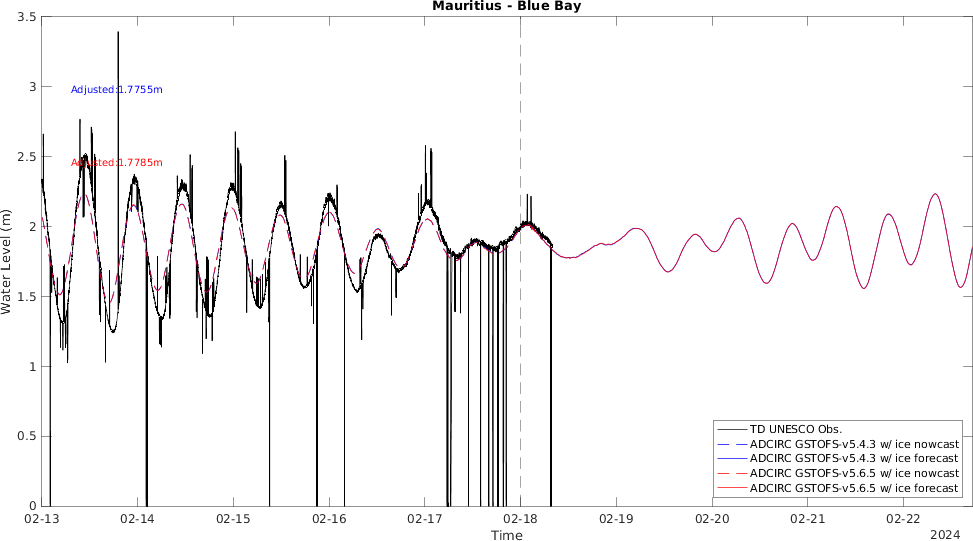 Mauritius - Blue Bay
3.5
3
2.5
2
1.5
1
0.5
0
Water Level (m)
Adjusted:1.7755m
Adjusted:1.7785m
TD UNESCO Obs.
ADCIRC GSTOFS-v5.4.3 w/ ice nowcast
ADCIRC GSTOFS-v5.4.3 w/ ice forecast
ADCIRC GSTOFS-v5.6.5 w/ ice nowcast
ADCIRC GSTOFS-v5.6.5 w/ ice forecast
02-13 02-14 02-15 02-16 02-17 02-18 02-19 02-20 02-21 02-22
Time
2024